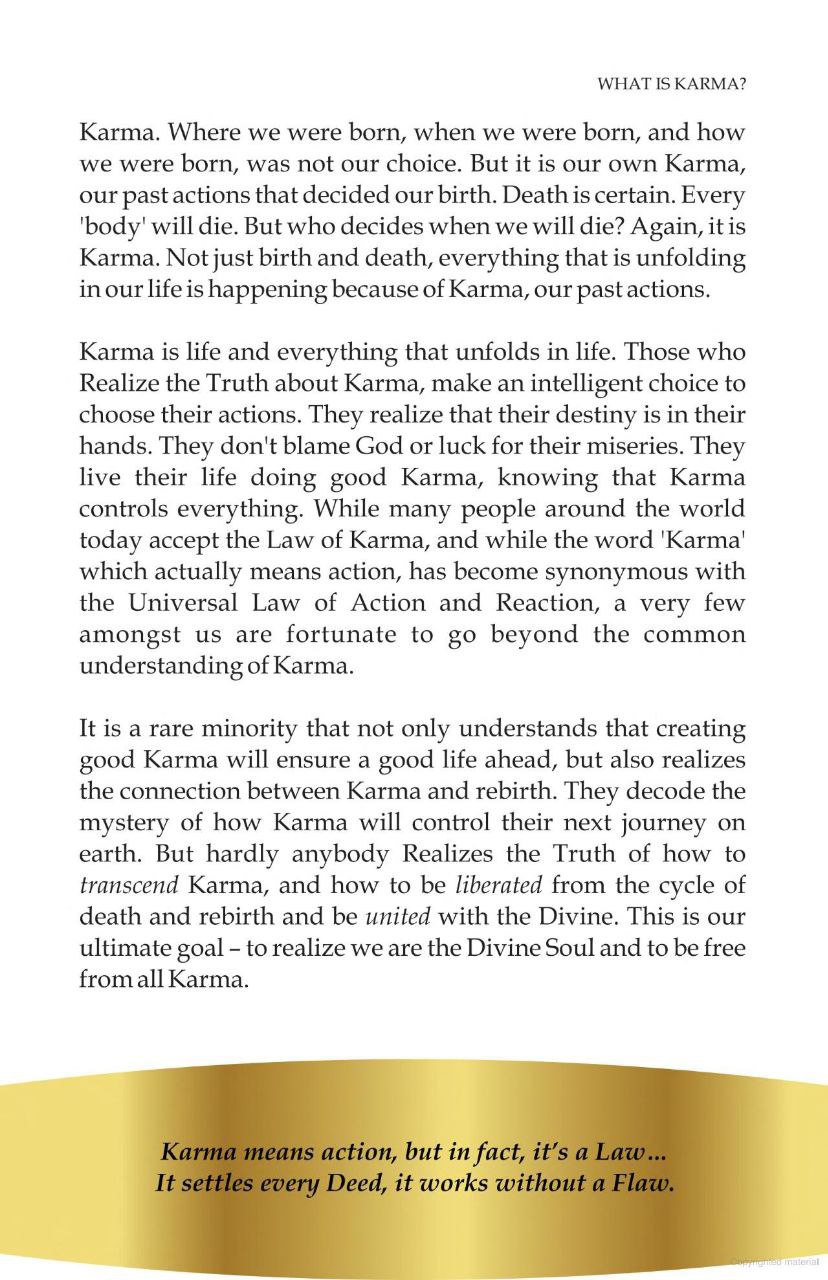 WHAT IS KARMA?
Karma. Where we were born, when we were born, and how
we were born, was not our choice. But it is our own Karma,
our past actions that decided our birth. Death is certain. Every
'body' will die. But who decides when we will die? Again, it is
Karma. Not just birth and death, everything that is unfolding
in our life is happening because of Karma, our past actions.
Karma is life and everything that unfolds in life. Those who
Realize the Truth about Karma, make an intelligent choice to
choose their actions. They realize that their destiny is in their
hands. They don't blame God or luck for their miseries. They
live their life doing good Karma, knowing that Karma
controls everything. While many people around the world
today accept the Law of Karma, and while the word 'Karma'
which actually means action, has become synonymous with
the Universal Law of Action and Reaction, a very few
amongst us are fortunate to go beyond the common
understanding of Karma.
It is a rare minority that not only understands that creating
good Karma will ensure a good life ahead, but also realizes
the connection between Karma and rebirth. They decode the
mystery of how Karma will control their next journey on
earth. But hardly anybody Realizes the Truth of how to
transcend Karma, and how to be liberated from the cycle of
death and rebirth and be united with the Divine. This is our
ultimate goal – to realize we are the Divine Soul and to be free
from all Karma.
Karma means action, but in fact, it's a Law...
It settles every Deed, it works without a Flaw.
Copyrighted material